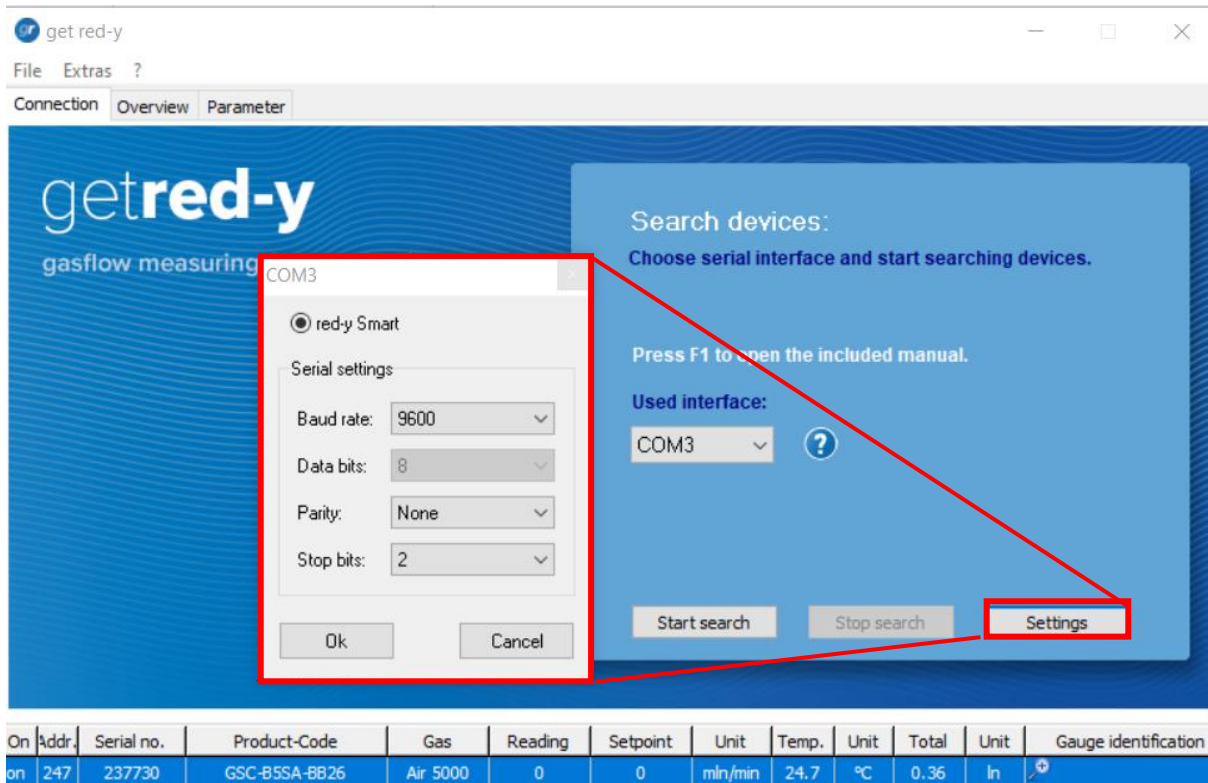 gr get red-y
File Extras ?
Connection Overview Parameter
getred-y
gasflow measuring
Search devices:
Choose serial interface and start searching devices.
Press F1 to open the included manual.
Used interface:
COM3 ?
Start search Stop search Settings
COM3
red-y Smart
Serial settings
Baud rate: 9600
Data bits: 8
Parity: None
Stop bits: 2
Ok Cancel
On Addr. Serial no. Product-Code Gas Reading Setpoint Unit Temp. Unit Total Unit Gauge identification
on 247 237730 GSC-B5SA-BB26 Air 5000 0 0 mln/min 24.7 °C 0.36 ln